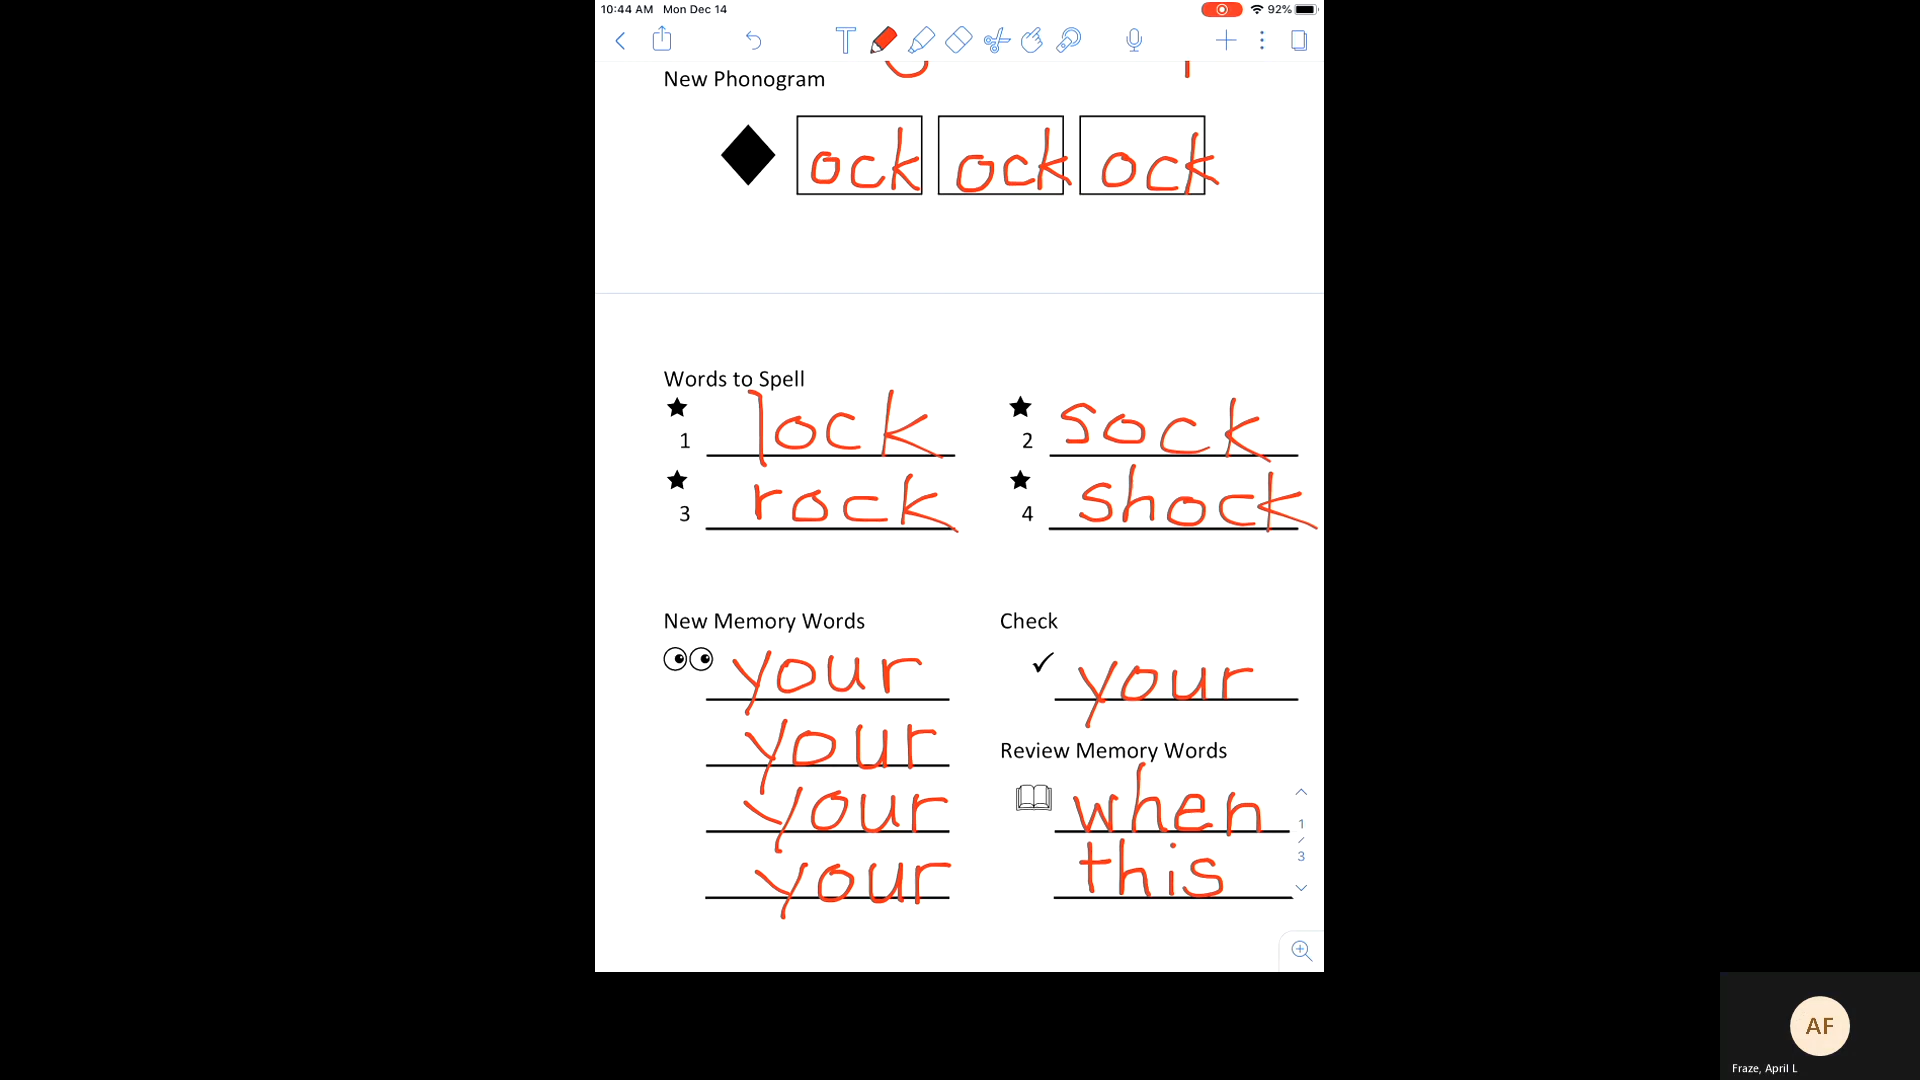 10:44 AM Mon Dec 14 92%
T
New Phonogram
ock ock ock
Words to Spell
1 lock 2 sock
3 rock 4 shock
New Memory Words Check
your your
your
Review Memory Words
your when
your this
1
/
3
AF
Fraze, April L